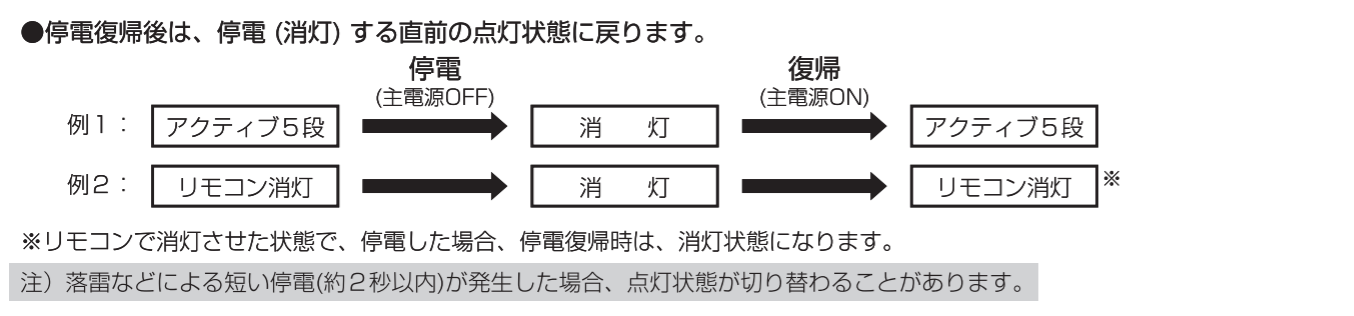 ●停電復帰後は、停電 (消灯) する直前の点灯状態に戻ります。
停電 復帰
(主電源OFF) (主電源ON)
例１： アクティブ５段 消　灯 アクティブ５段
例２： リモコン消灯 消　灯 リモコン消灯 ※
※リモコンで消灯させた状態で、停電した場合、停電復帰時は、消灯状態になります。
注）落雷などによる短い停電(約２秒以内)が発生した場合、点灯状態が切り替わることがあります。